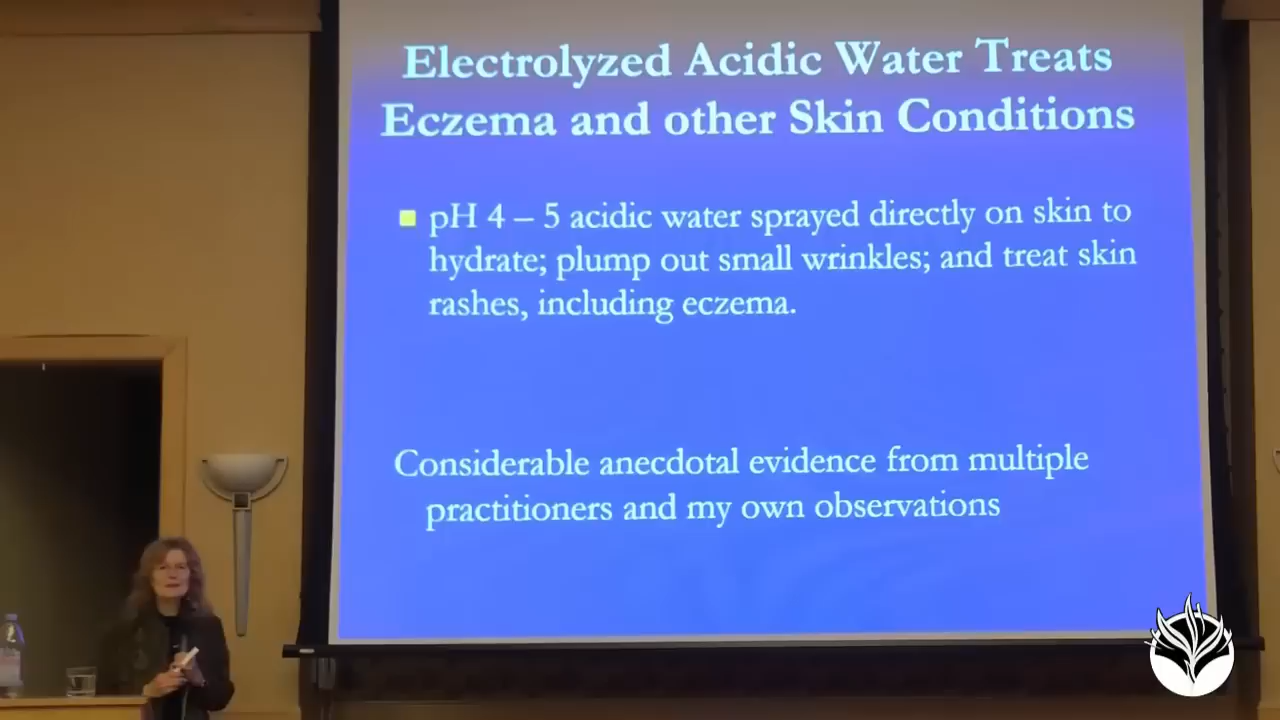 Electrolyzed Acidic Water Treats
Eczema and other Skin Conditions
pH 4 – 5 acidic water sprayed directly on skin to
hydrate; plump out small wrinkles; and treat skin
rashes, including eczema.
Considerable anecdotal evidence from multiple
practitioners and my own observations